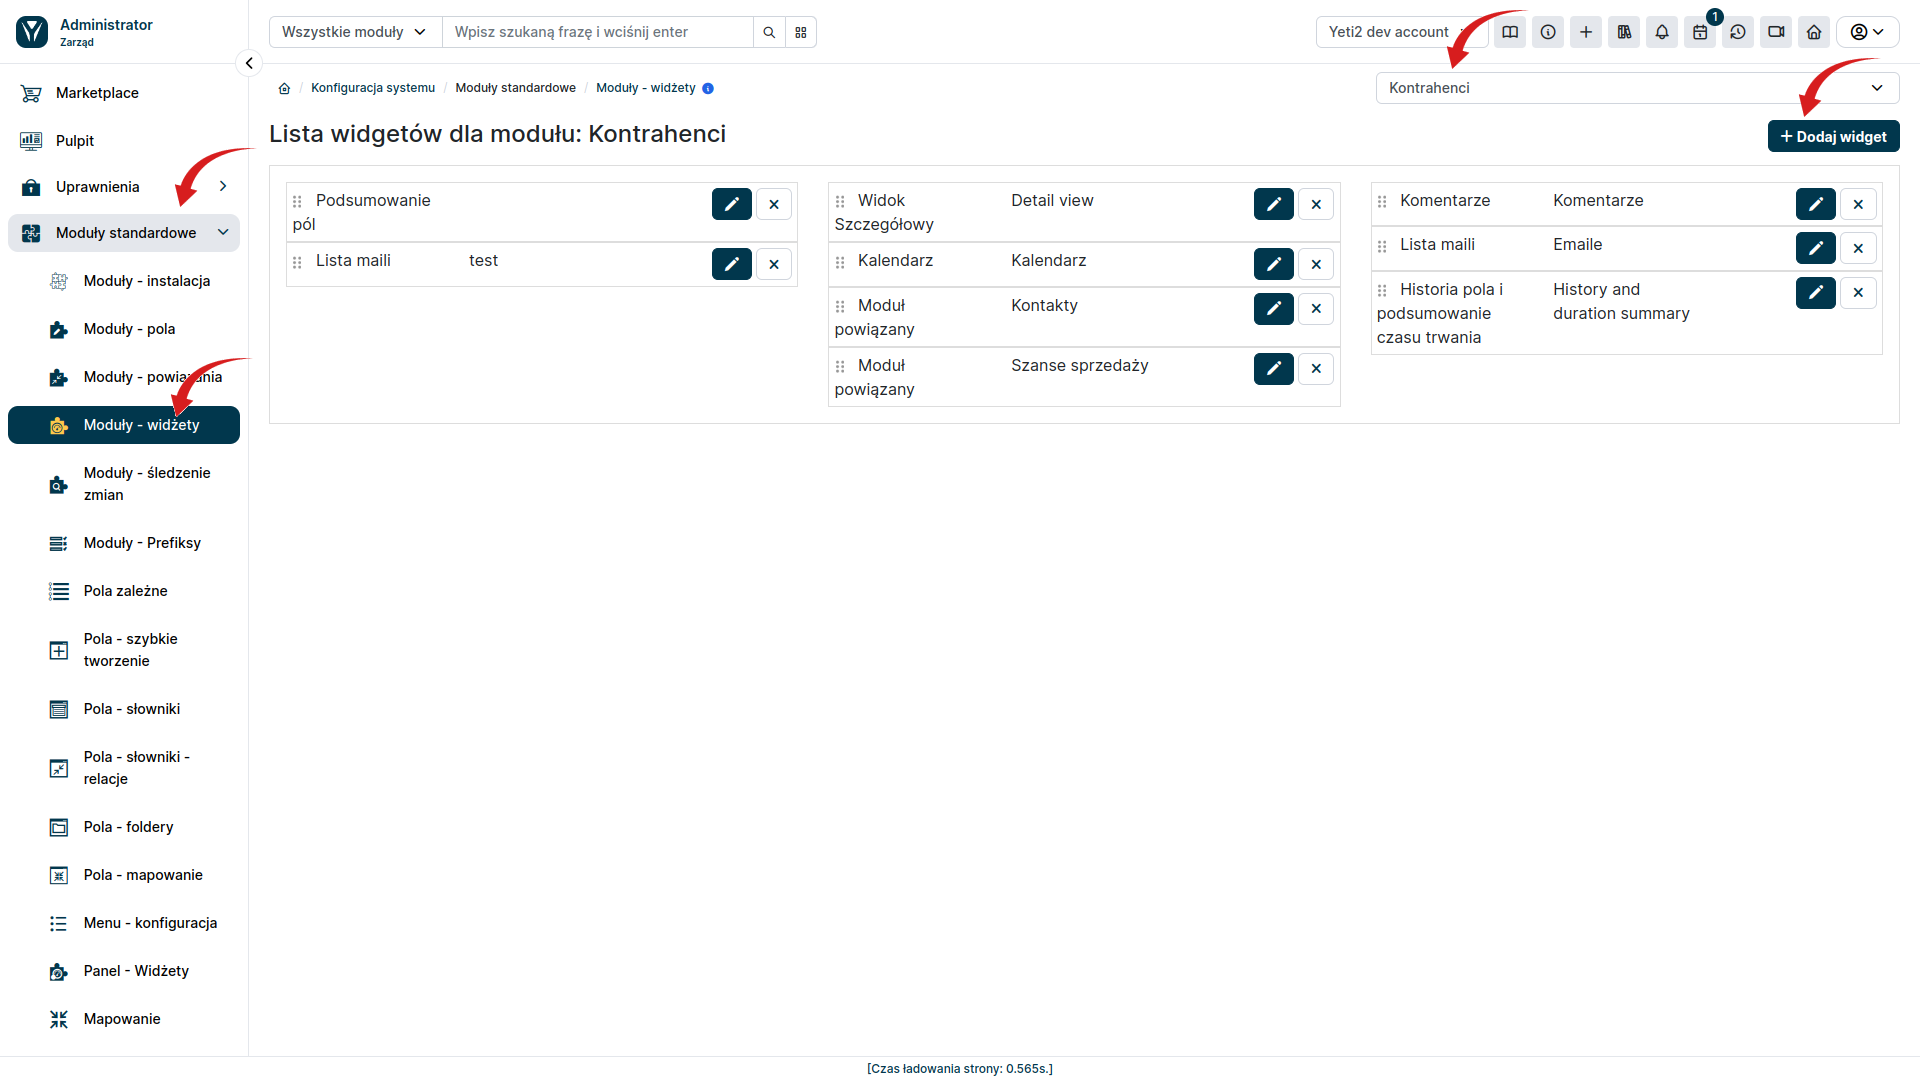 Administrator
Zarząd
Wszystkie moduły
Wpisz szukaną frazę i wciśnij enter
Yeti2 dev account
1
Marketplace
Pulpit
Uprawnienia
Moduły standardowe
Moduły - instalacja
Moduły - pola
Moduły - powiązania
Moduły - widżety
Moduły - śledzenie
zmian
Moduły - Prefiksy
Pola zależne
Pola - szybkie
tworzenie
Pola - słowniki
Pola - słowniki -
relacje
Pola - foldery
Pola - mapowanie
Menu - konfiguracja
Panel - Widżety
Mapowanie
/ Konfiguracja systemu / Moduły standardowe / Moduły - widżety
Kontrahenci
Lista widgetów dla modułu: Kontrahenci
+ Dodaj widget
Podsumowanie
pól
Lista maili test
Widok Detail view
Szczegółowy
Kalendarz Kalendarz
Moduł Kontakty
powiązany
Moduł Szanse sprzedaży
powiązany
Komentarze Komentarze
Lista maili Emaile
Historia pola i History and
podsumowanie duration summary
czasu trwania
[Czas ładowania strony: 0.565s.]